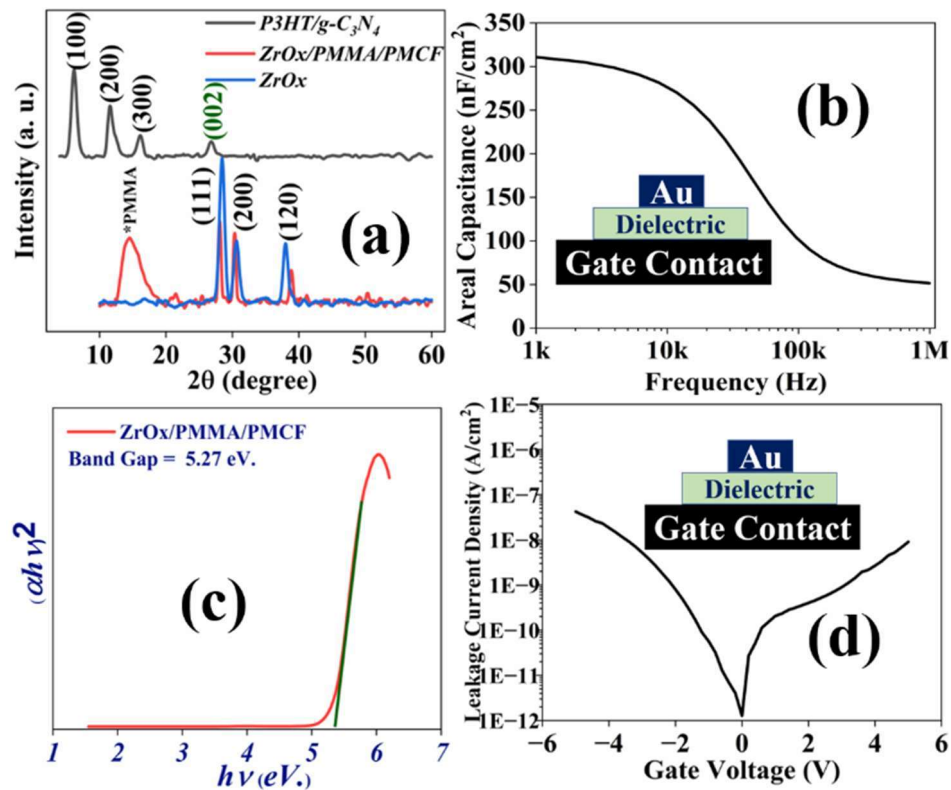 P3HT/g-C₃N₄
ZrOx/PMMA/PMCF
ZrOx
(100)
(200)
(300)
(002)
*PMMA
(111)
(200)
(120)
(a)
Intensity (a. u.)
10 20 30 40 50 60
2θ (degree)
Areal Capacitance (nF/cm²)
350
300
250
200
150
100
50
0
(b)
Au
Dielectric
Gate Contact
1k 10k 100k 1M
Frequency (Hz)
ZrOx/PMMA/PMCF
Band Gap = 5.27 eV.
(αhν)²
(c)
1 2 3 4 5 6 7
hν (eV.)
Leakage Current Density (A/cm²)
1E−5
1E−6
1E−7
1E−8
1E−9
1E−10
1E−11
1E−12
Au
Dielectric
Gate Contact
(d)
−6 −4 −2 0 2 4 6
Gate Voltage (V)